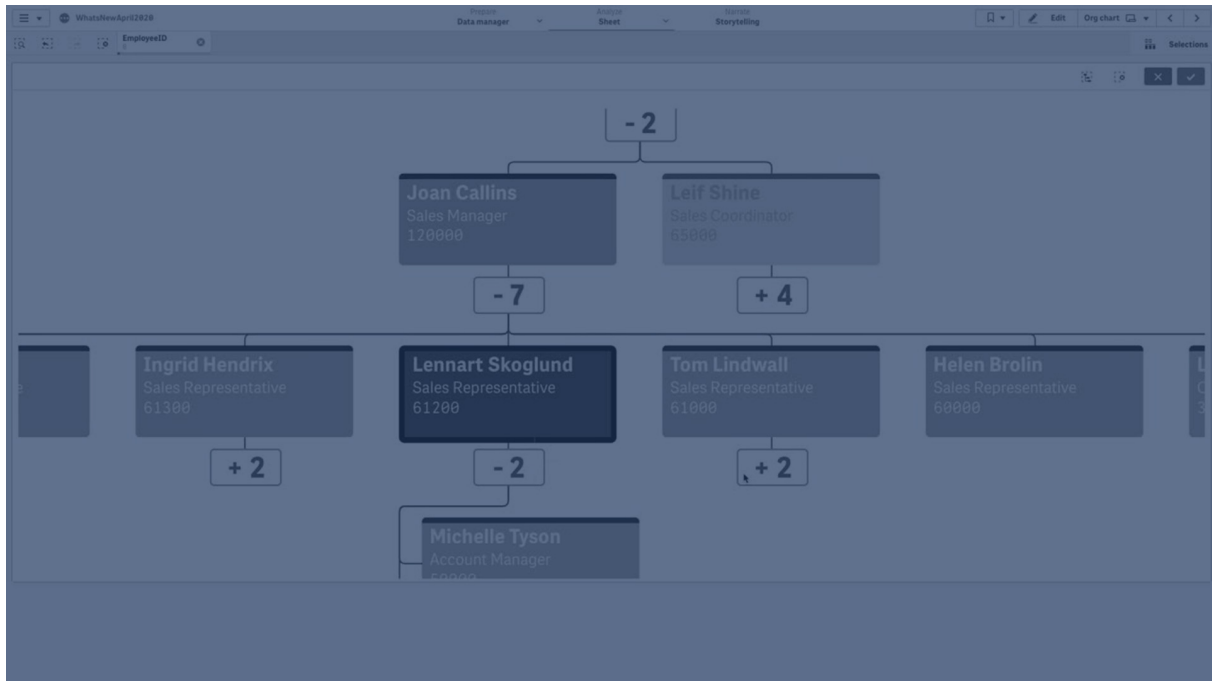 WhatsNewApril2020
Prepare
Data manager
Analyze
Sheet
Narrate
Storytelling
Edit
Org chart
EmployeeID
Selections
- 2
Joan Callins
Sales Manager
120000
Leif Shine
Sales Coordinator
65000
- 7
+ 4
Ingrid Hendrix
Sales Representative
61300
Lennart Skoglund
Sales Representative
61200
Tom Lindwall
Sales Representative
61000
Helen Brolin
Sales Representative
60000
+ 2
- 2
+ 2
Michelle Tyson
Account Manager